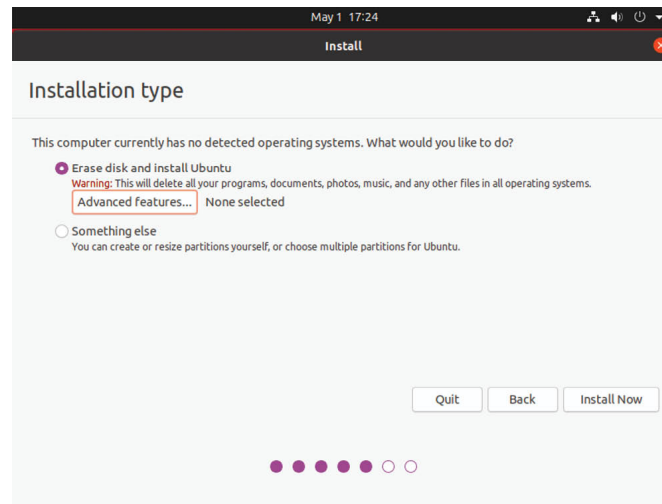 May 1 17:24
Install
Installation type
This computer currently has no detected operating systems. What would you like to do?
Erase disk and install Ubuntu
Warning: This will delete all your programs, documents, photos, music, and any other files in all operating systems.
Advanced features... None selected
Something else
You can create or resize partitions yourself, or choose multiple partitions for Ubuntu.
Quit Back Install Now